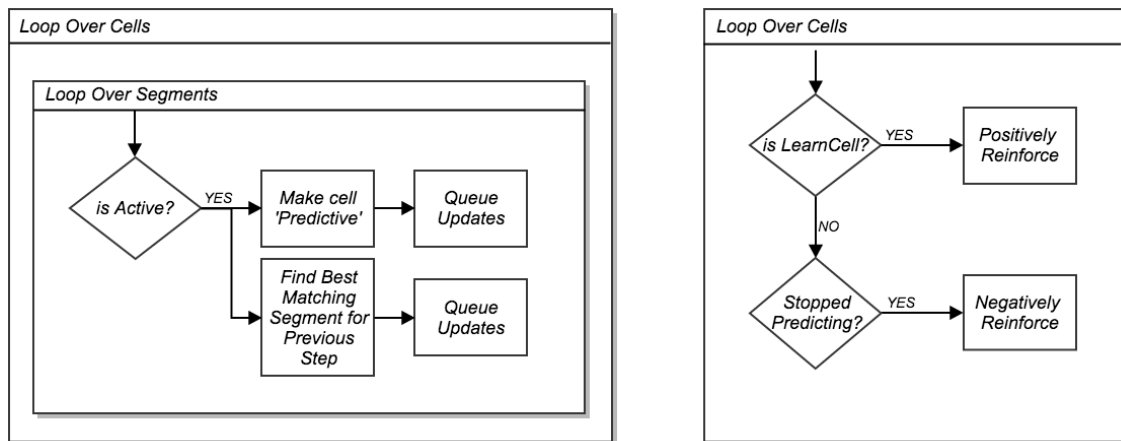 Loop Over Cells
Loop Over Segments
is Active?
YES
Make cell
'Predictive'
Queue
Updates
Find Best
Matching
Segment for
Previous
Step
Queue
Updates
Loop Over Cells
is LearnCell?
YES
Positively
Reinforce
NO
Stopped
Predicting?
YES
Negatively
Reinforce